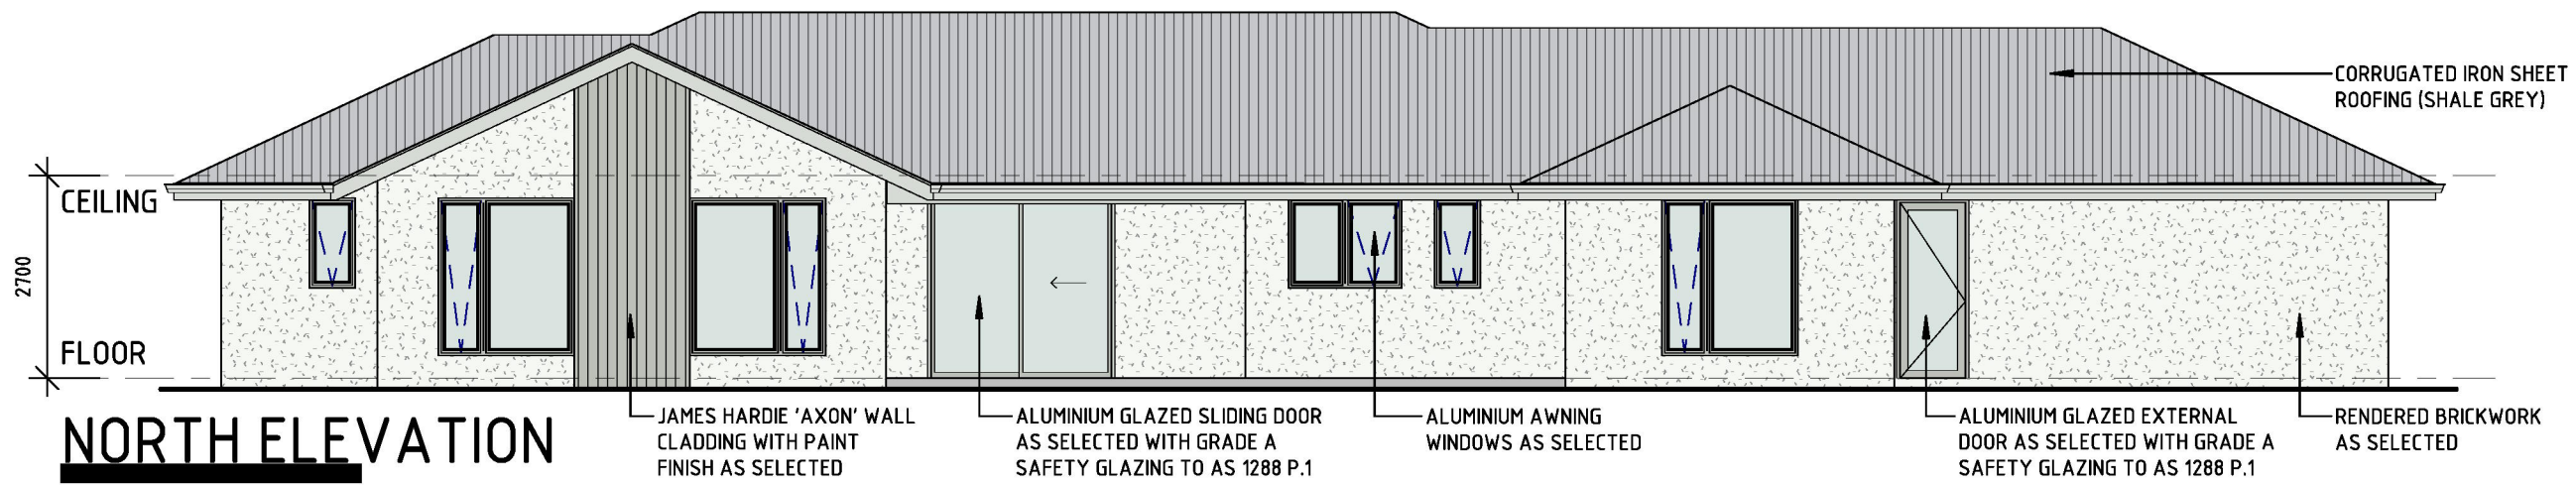 CORRUGATED IRON SHEET
ROOFING (SHALE GREY)
CEILING
2700
FLOOR
NORTH ELEVATION
JAMES HARDIE 'AXON' WALL
CLADDING WITH PAINT
FINISH AS SELECTED
ALUMINIUM GLAZED SLIDING DOOR
AS SELECTED WITH GRADE A
SAFETY GLAZING TO AS 1288 P.1
ALUMINIUM AWNING
WINDOWS AS SELECTED
ALUMINIUM GLAZED EXTERNAL
DOOR AS SELECTED WITH GRADE A
SAFETY GLAZING TO AS 1288 P.1
RENDERED BRICKWORK
AS SELECTED